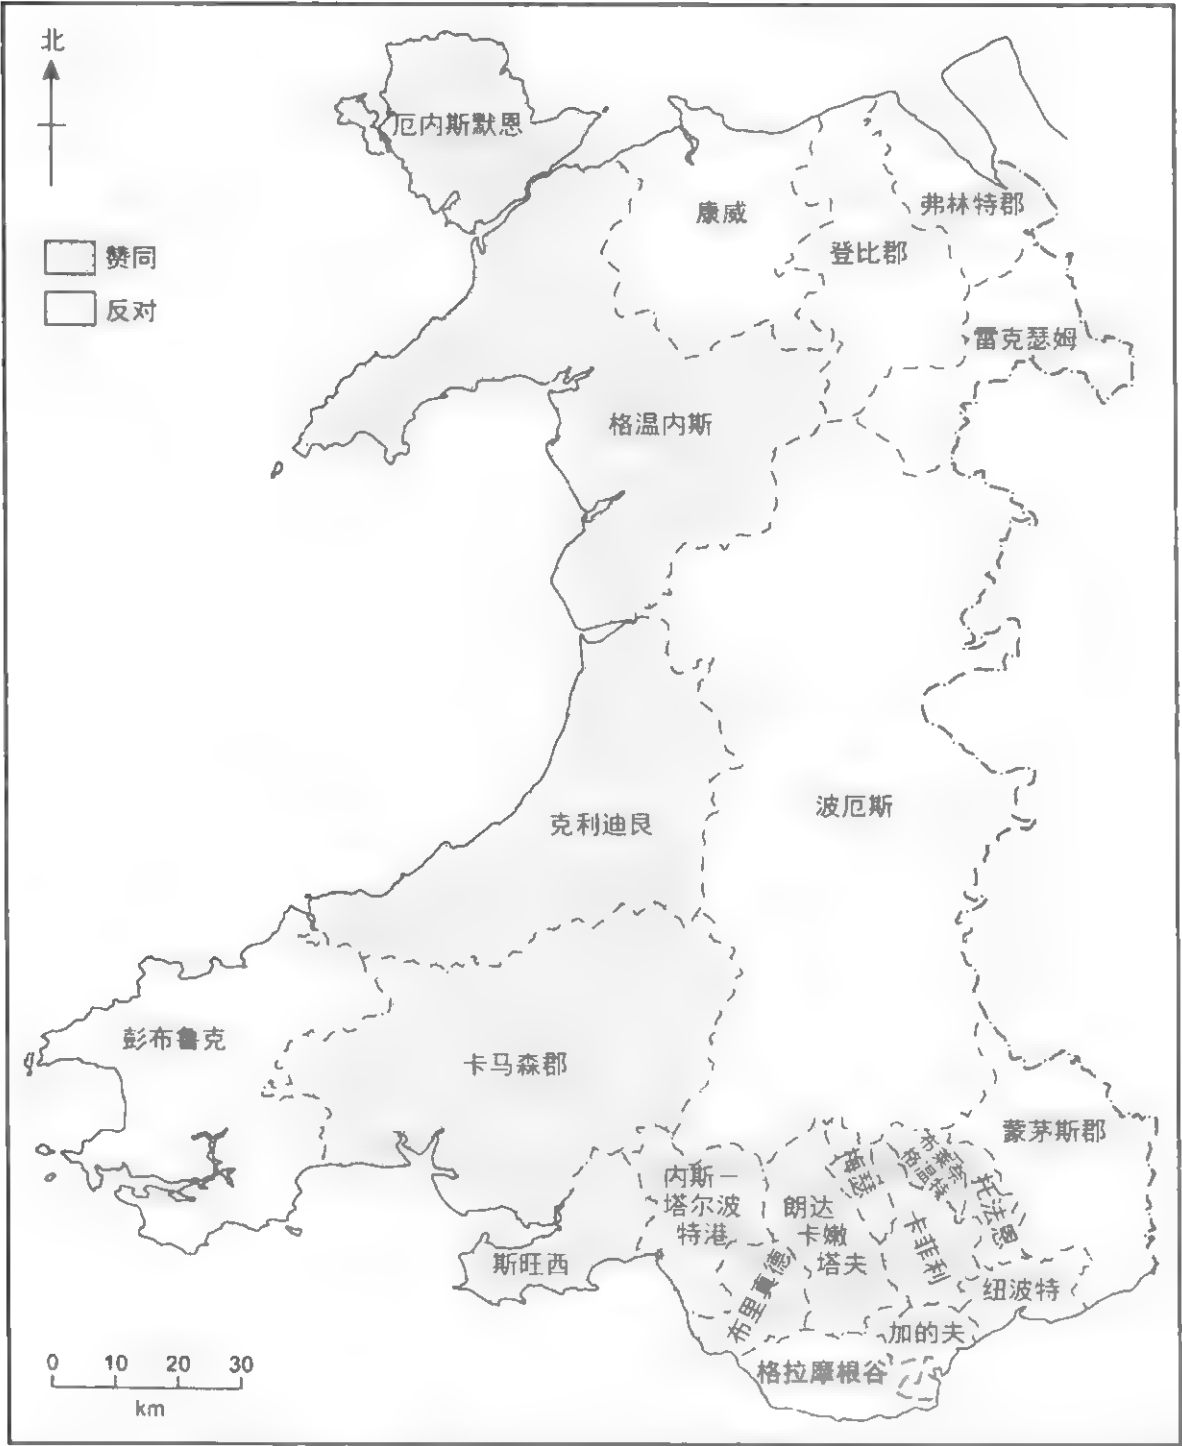 北
厄内斯默恩
赞同
反对
康威
弗林特郡
登比郡
雷克瑟姆
格温内斯
克利迪艮
波厄斯
彭布鲁克
卡马森郡
蒙茅斯郡
内斯－
塔尔波
特港
朗达
卡嫩
塔夫
布莱奈
格温特
托法恩
卡菲利
斯旺西
布里真德
纽波特
加的夫
格拉摩根谷
0 10 20 30
km